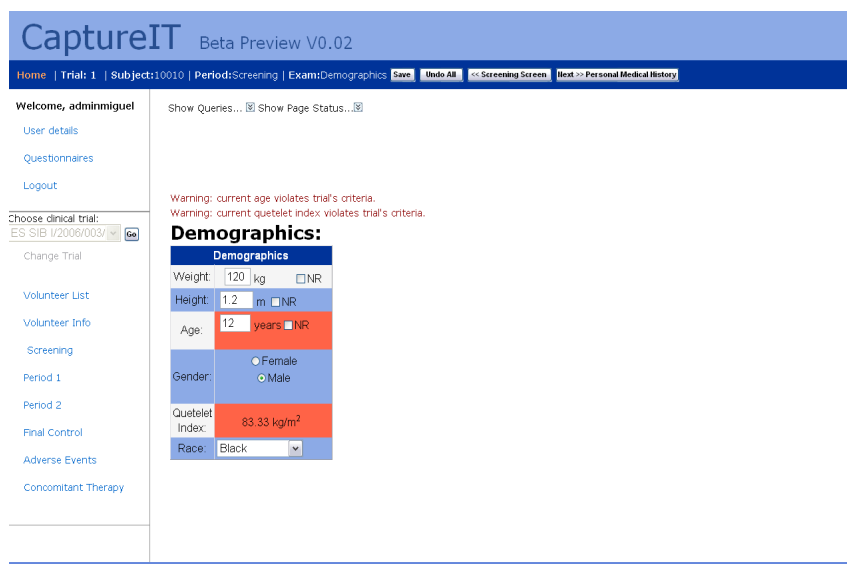 CaptureIT Beta Preview V0.02
Home | Trial: 1 | Subject:10010 | Period:Screening | Exam:Demographics Save Undo All << Screening Screen Next >> Personal Medical History
Welcome, adminmiguel
User details
Questionnaires
Logout
Choose clinical trial:
ES SIB I/2006/003/ Go
Change Trial
Volunteer List
Volunteer Info
Screening
Period 1
Period 2
Final Control
Adverse Events
Concomitant Therapy
Show Queries... Show Page Status...
Warning: current age violates trial's criteria.
Warning: current quetelet index violates trial's criteria.
Demographics:
Demographics
Weight: 120 kg NR
Height: 1.2 m NR
Age: 12 years NR
Gender: Female
Male
Quetelet Index: 83.33 kg/m²
Race: Black